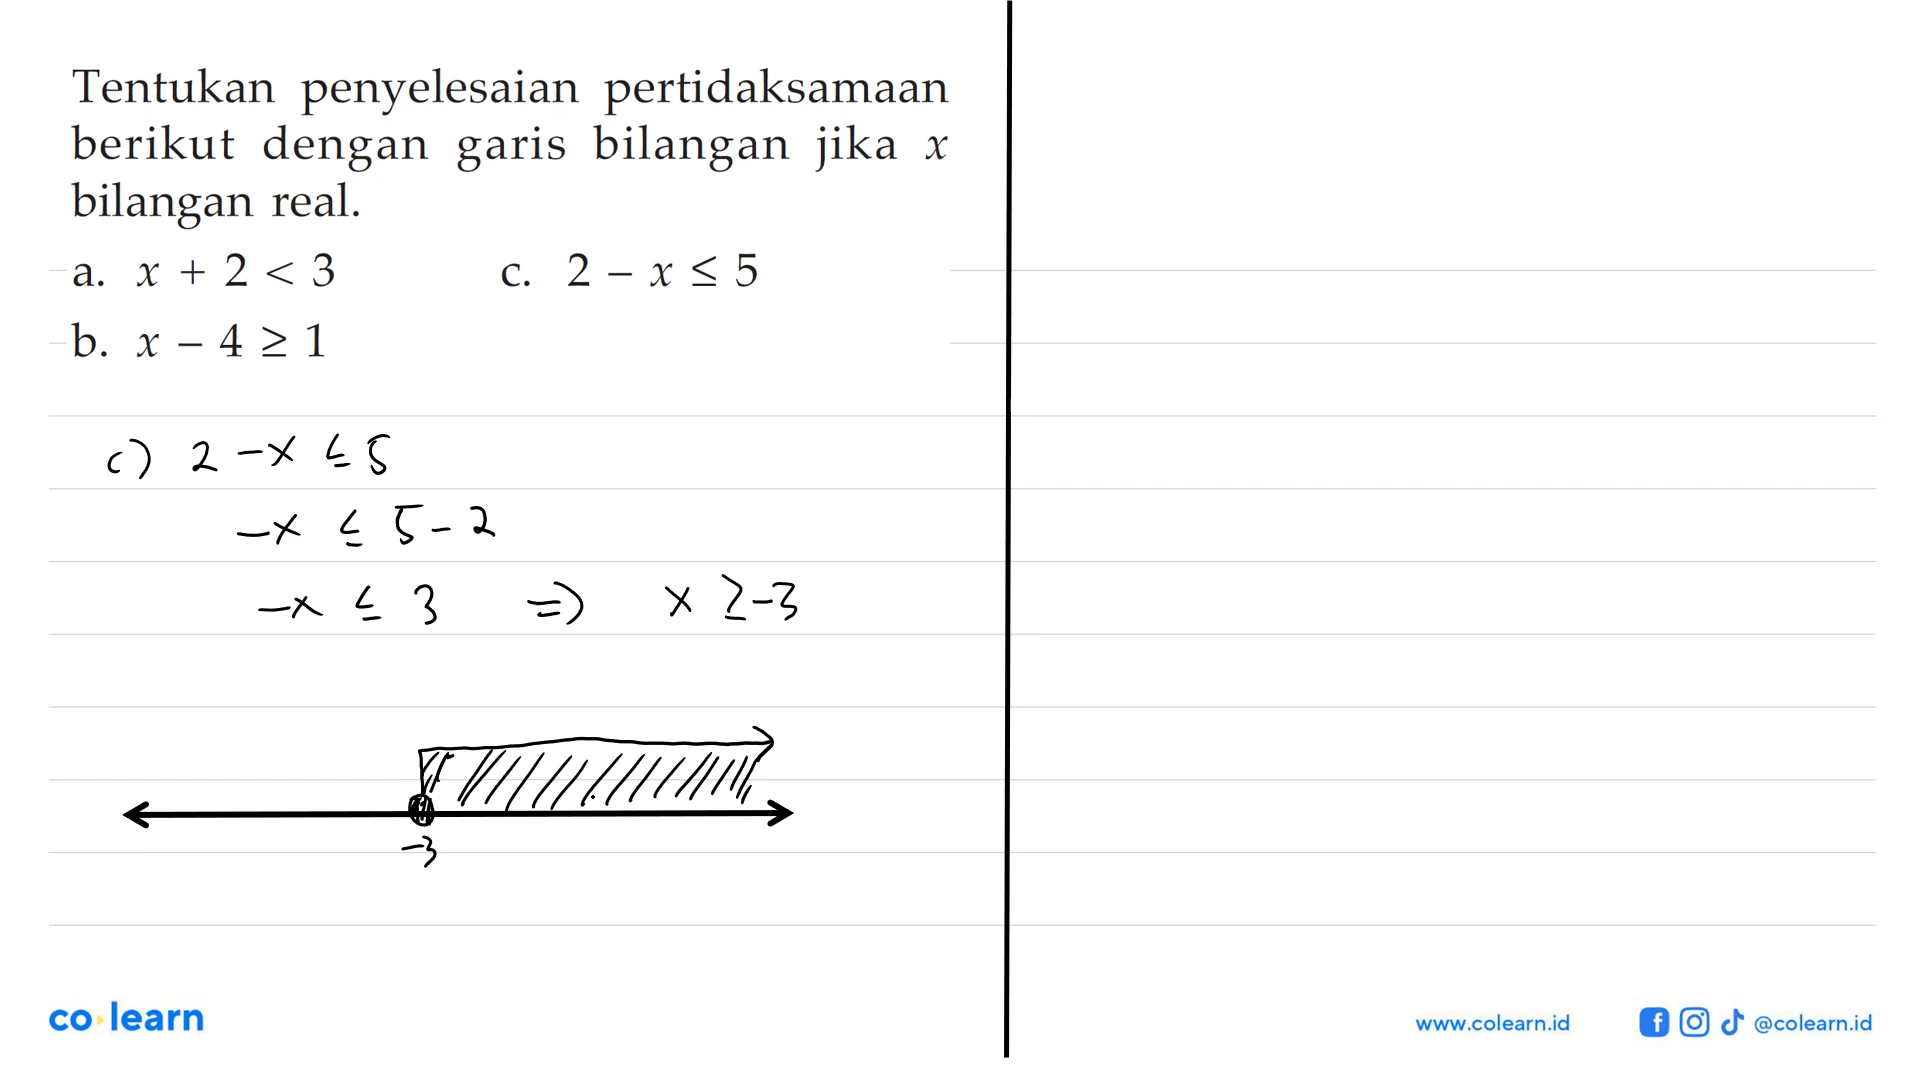 Tentukan penyelesaian pertidaksamaan
berikut dengan garis bilangan jika x
bilangan real.
a. x + 2 < 3 c. 2 – x ≤ 5
b. x – 4 ≥ 1
c) 2 -x ≤ 5
-x ≤ 5 - 2
-x ≤ 3 => x ≥ -3
-3
co learn
www.colearn.id @colearn.id